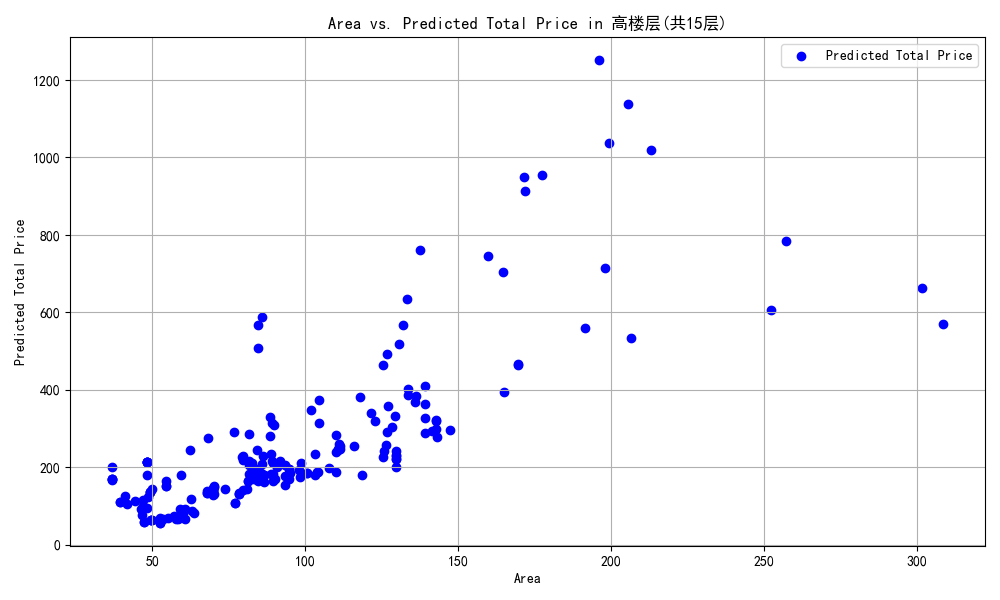 Area vs. Predicted Total Price in 高楼层(共15层)
Predicted Total Price
Predicted Total Price
1200
1000
800
600
400
200
0
50 100 150 200 250 300
Area